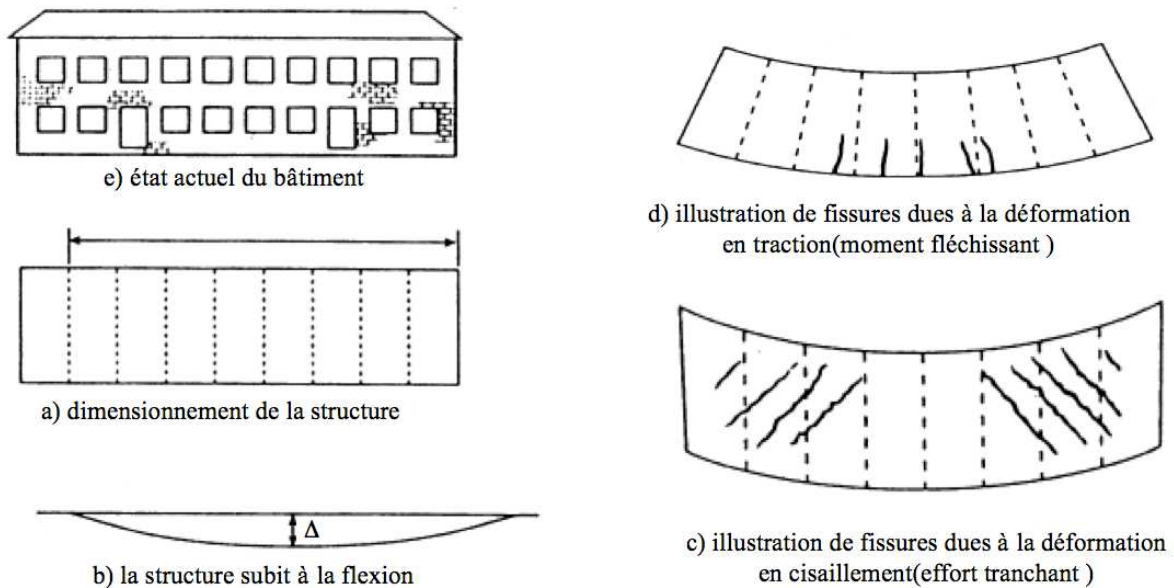 e) état actuel du bâtiment
a) dimensionnement de la structure
Δ
b) la structure subit à la flexion
d) illustration de fissures dues à la déformation
en traction(moment fléchissant )
c) illustration de fissures dues à la déformation
en cisaillement(effort tranchant )